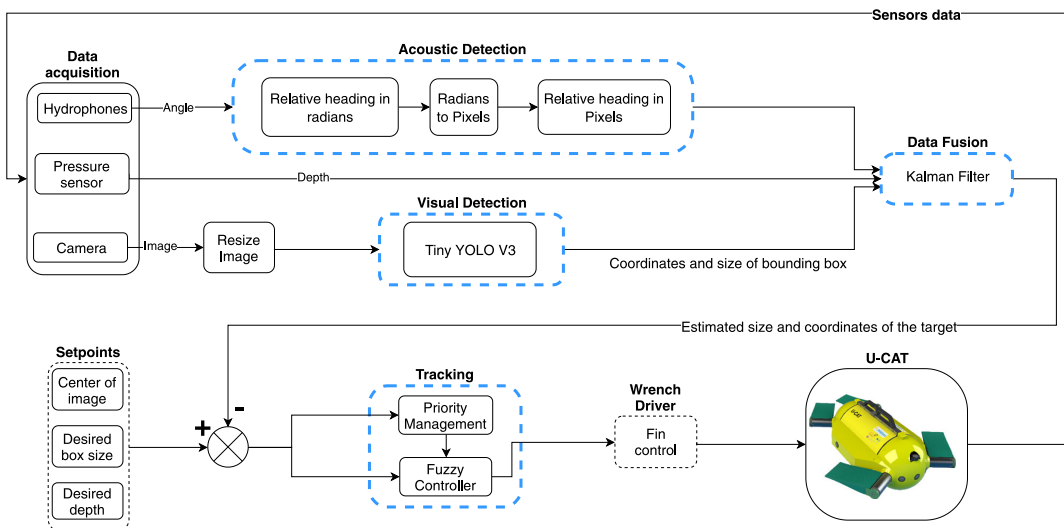 Sensors data
Data
acquisition
Hydrophones
Pressure
sensor
Camera
Angle
Acoustic Detection
Relative heading in
radians
Radians
to Pixels
Relative heading in
Pixels
Depth
Data Fusion
Kalman Filter
Image
Resize
Image
Visual Detection
Tiny YOLO V3
Coordinates and size of bounding box
Estimated size and coordinates of the target
Setpoints
Center of
image
Desired
box size
Desired
depth
+
-
Tracking
Priority
Management
Fuzzy
Controller
Wrench
Driver
Fin
control
U-CAT
U-CAT